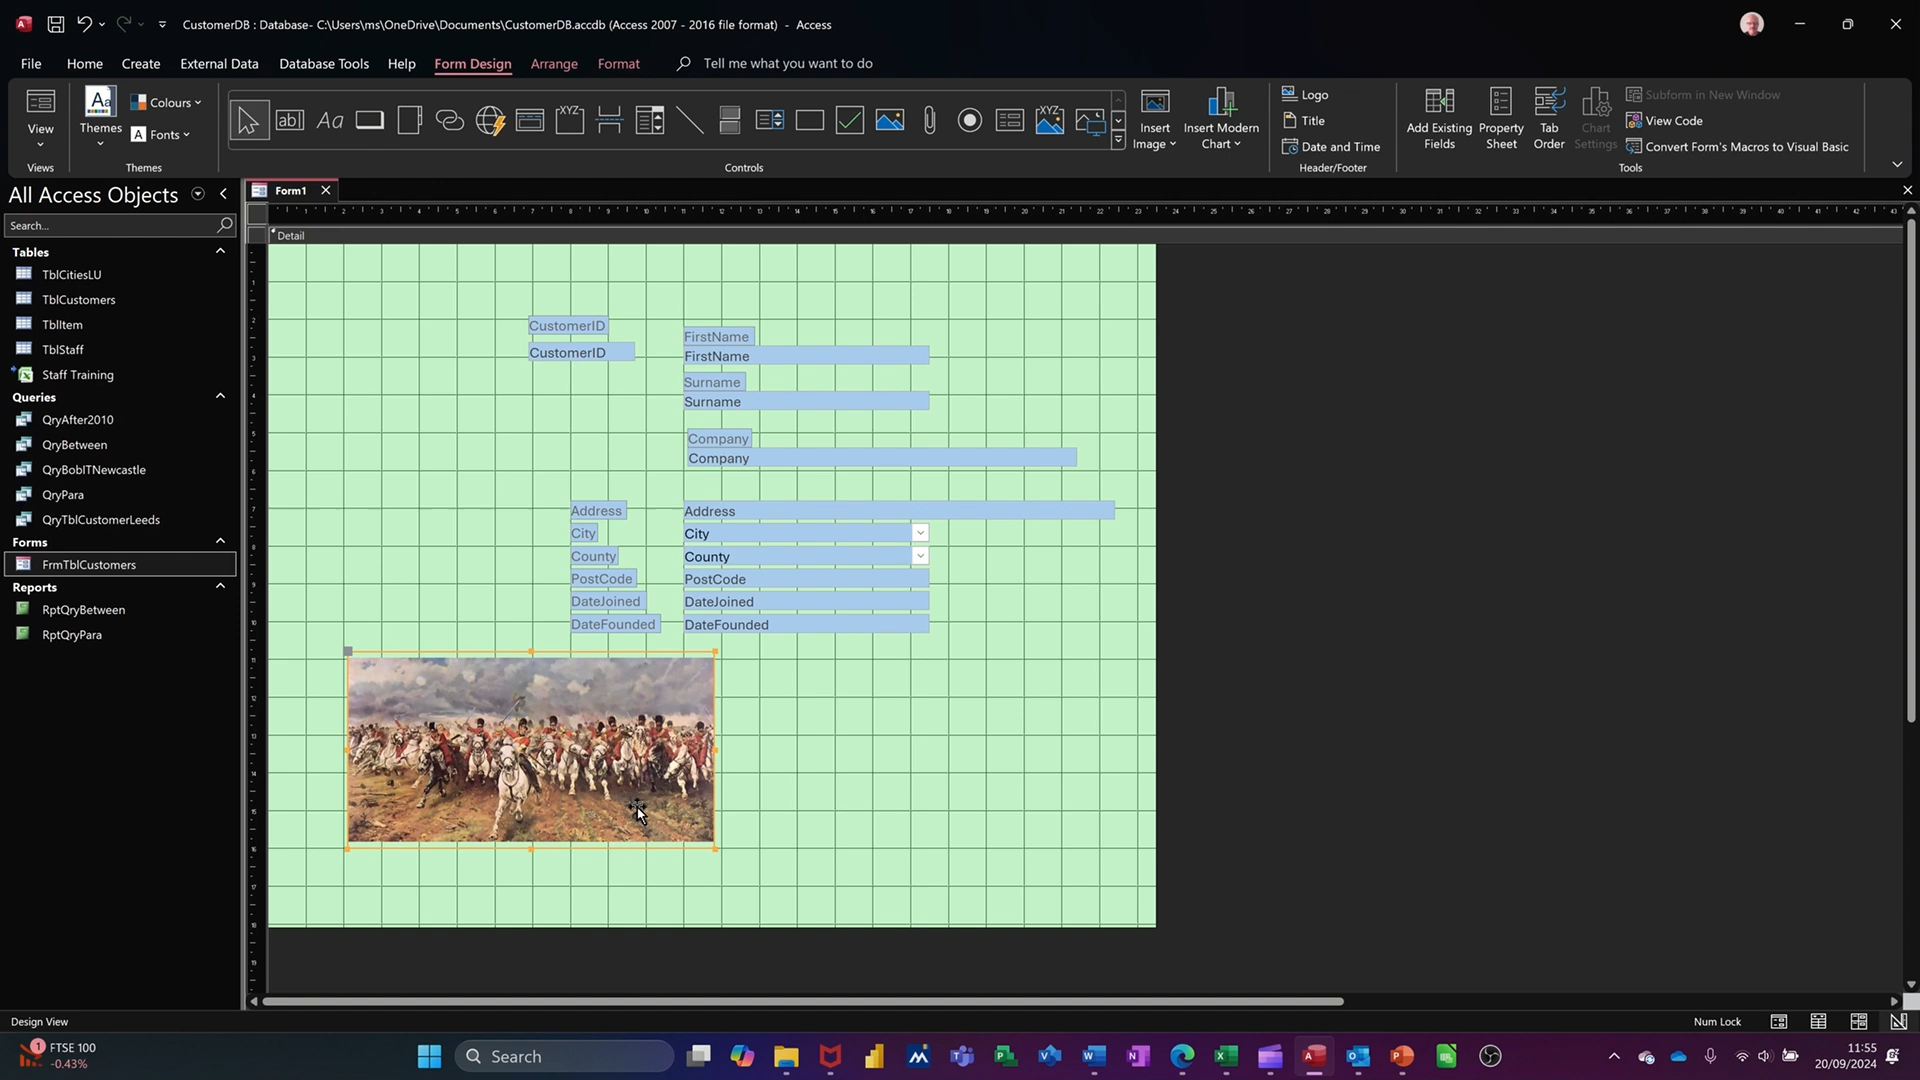 CustomerDB : Database- C:\Users\ms\OneDrive\Documents\CustomerDB.accdb (Access 2007 - 2016 file format) - Access
File Home Create External Data Database Tools Help Form Design Arrange Format Tell me what you want to do
View
Views
Themes
Colours
Fonts
Themes
Controls
Insert Image
Insert Modern Chart
Logo
Title
Date and Time
Header/Footer
Add Existing Fields
Property Sheet
Tab Order
Chart Settings
Subform in New Window
View Code
Convert Form's Macros to Visual Basic
Tools
All Access Objects
Search...
Tables
TblCitiesLU
TblCustomers
TblItem
TblStaff
Staff Training
Queries
QryAfter2010
QryBetween
QryBobITNewcastle
QryPara
QryTblCustomerLeeds
Forms
FrmTblCustomers
Reports
RptQryBetween
RptQryPara
Form1
Detail
CustomerID
CustomerID
FirstName
FirstName
Surname
Surname
Company
Company
Address Address
City City
County County
PostCode PostCode
DateJoined DateJoined
DateFounded DateFounded
Design View
Num Lock
FTSE 100
-0.43%
Search
11:55
20/09/2024